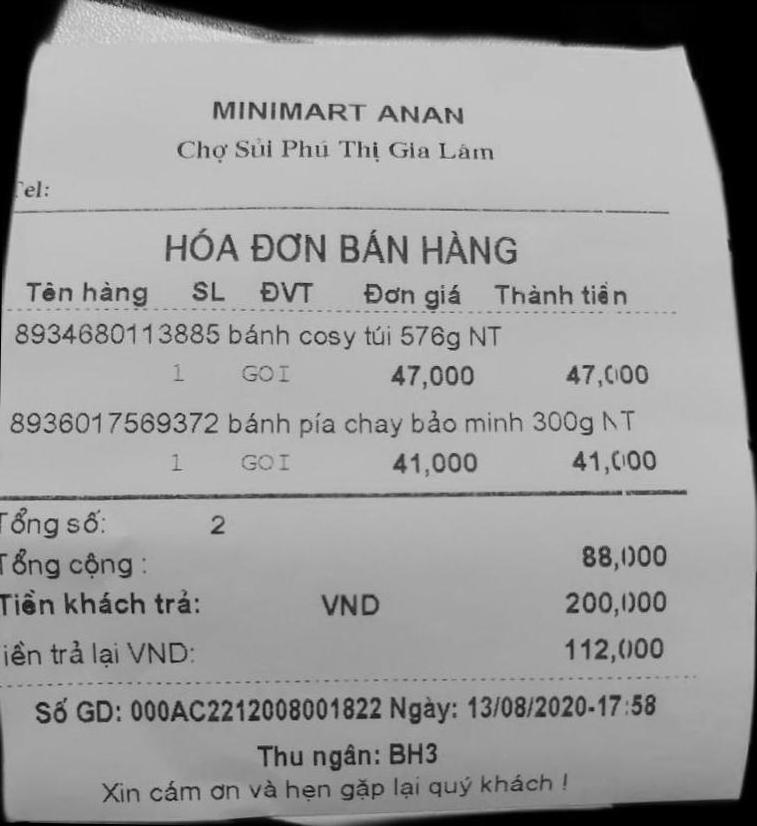 MINIMART ANAN
Chợ Sủi Phú Thị Gia Lâm
Tel:
HÓA ĐƠN BÁN HÀNG
Tên hàng SL ĐVT Đơn giá Thành tiền
8934680113885 bánh cosy túi 576g NT
1 GOI 47,000 47,000
8936017569372 bánh pía chay bảo minh 300g NT
1 GOI 41,000 41,000
Tổng số: 2
Tổng cộng : 88,000
Tiền khách trả: VND 200,000
Tiền trả lại VND: 112,000
Số GD: 000AC2212008001822 Ngày: 13/08/2020-17:58
Thu ngân: BH3
Xin cám ơn và hẹn gặp lại quý khách !